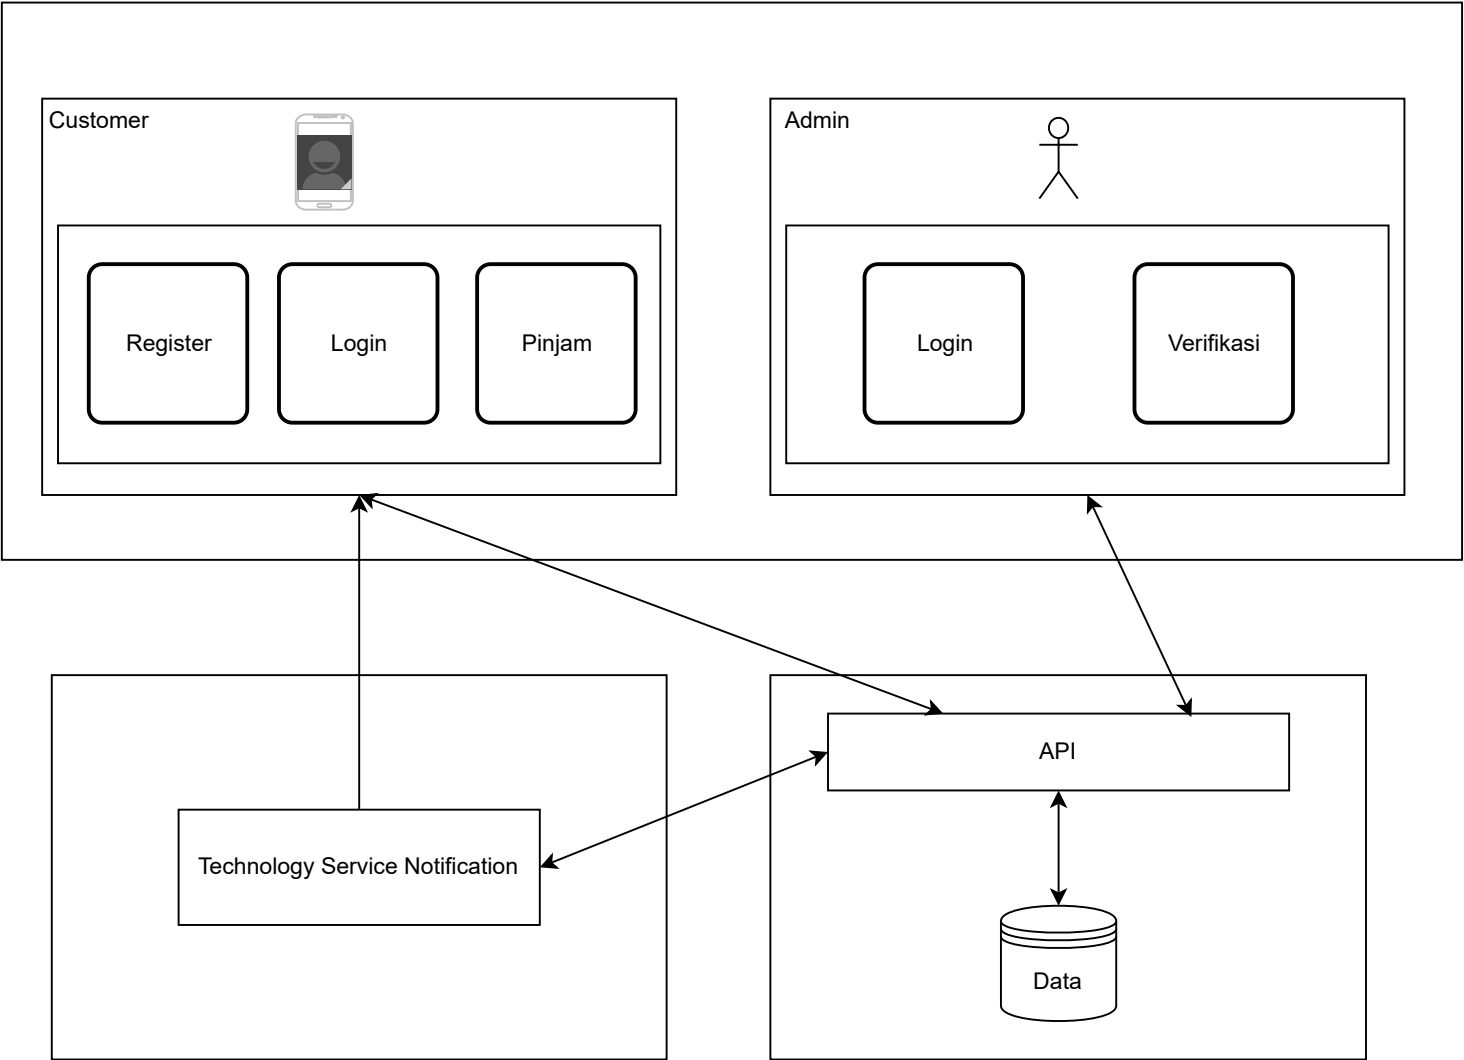 Customer
Admin
Register
Login
Pinjam
Login
Verifikasi
API
Technology Service Notification
Data